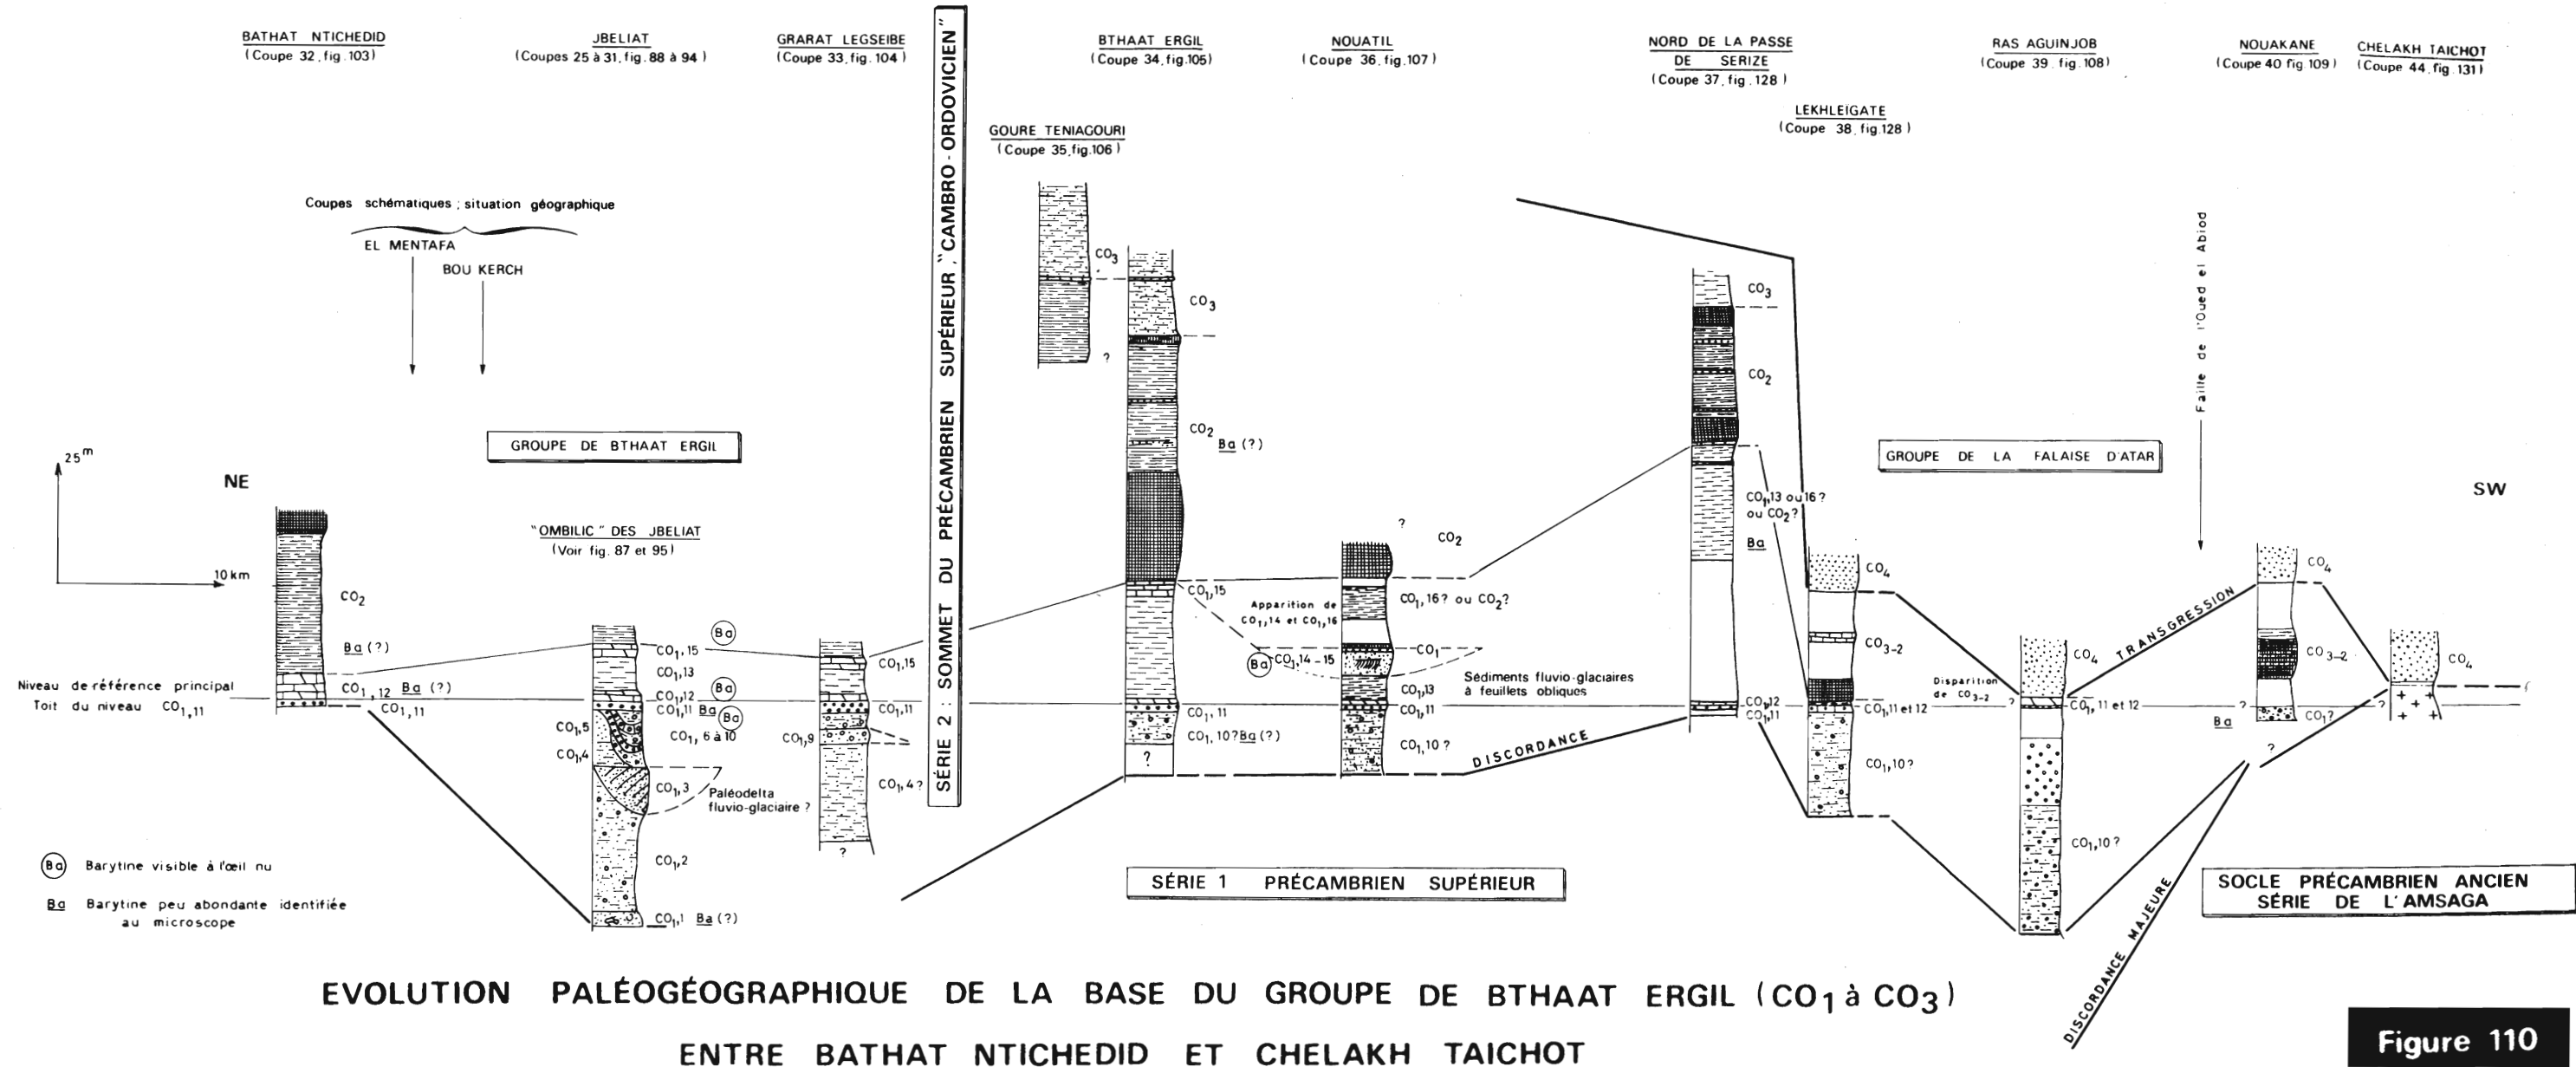 BATHAT NTICHEDID
(Coupe 32, fig. 103)
JBELIAT
(Coupes 25 à 31, fig. 88 à 94)
GRARAT LEGSEIBE
(Coupe 33, fig. 104)
BTHAAT ERGIL
(Coupe 34, fig. 105)
NOUATIL
(Coupe 36, fig. 107)
NORD DE LA PASSE
DE SERIZE
(Coupe 37, fig. 128)
RAS AGUINJOB
(Coupe 39. fig. 108)
NOUAKANE
(Coupe 40 fig. 109)
CHELAKH TAICHOT
(Coupe 44. fig. 131)
LEKHLEIGATE
(Coupe 38. fig. 128)
GOURE TENIAGOURI
(Coupe 35, fig. 106)
Coupes schématiques ; situation géographique
EL MENTAFA
BOU KERCH
SÉRIE 2 : SOMMET DU PRÉCAMBRIEN SUPÉRIEUR, "CAMBRO-ORDOVICIEN"
Faille de l'Oued el Abiod
GROUPE DE BTHAAT ERGIL
GROUPE DE LA FALAISE D'ATAR
25 m
10 km
NE
SW
"OMBILIC" DES JBELIAT
(Voir fig. 87 et 95)
CO2
Ba (?)
CO1,12 Ba (?)
CO1,11
Niveau de référence principal
Toit du niveau CO1,11
Ba
CO1,15
CO1,13
CO1,12
Ba
CO1,11 Ba
Ba
CO1,5
CO1,6 à 10
CO1,4
CO1,3
Paléodelta
fluvio-glaciaire ?
CO1,2
CO1,1 Ba (?)
CO1,15
CO1,11
CO1,9
CO1,4 ?
?
CO3
?
CO3
CO2
Ba (?)
CO1,15
CO1,11
CO1,10? Ba (?)
?
?
CO2
Apparition de
CO1,14 et CO1,16
CO1,16? ou CO2?
CO1
Ba
CO1,14-15
CO1,13
Sédiments fluvio-glaciaires
à feuillets obliques
CO1,11
CO1,10 ?
DISCORDANCE
CO3
CO2
CO1,13 ou 16 ?
ou CO2 ?
Ba
CO1,12
CO1,11
CO4
CO3-2
CO1,11 et 12
CO1,10 ?
Disparition
de CO3-2
?
CO4
CO1,11 et 12
CO1,10 ?
TRANSGRESSION
CO4
CO3-2
?
Ba
CO1?
?
?
CO4
DISCORDANCE MAJEURE
Ba Barytine visible à l'œil nu
Ba Barytine peu abondante identifiée
au microscope
SÉRIE 1 PRÉCAMBRIEN SUPÉRIEUR
SOCLE PRÉCAMBRIEN ANCIEN
SÉRIE DE L'AMSAGA
EVOLUTION PALÉOGÉOGRAPHIQUE DE LA BASE DU GROUPE DE BTHAAT ERGIL (CO1 à CO3)
ENTRE BATHAT NTICHEDID ET CHELAKH TAICHOT
Figure 110